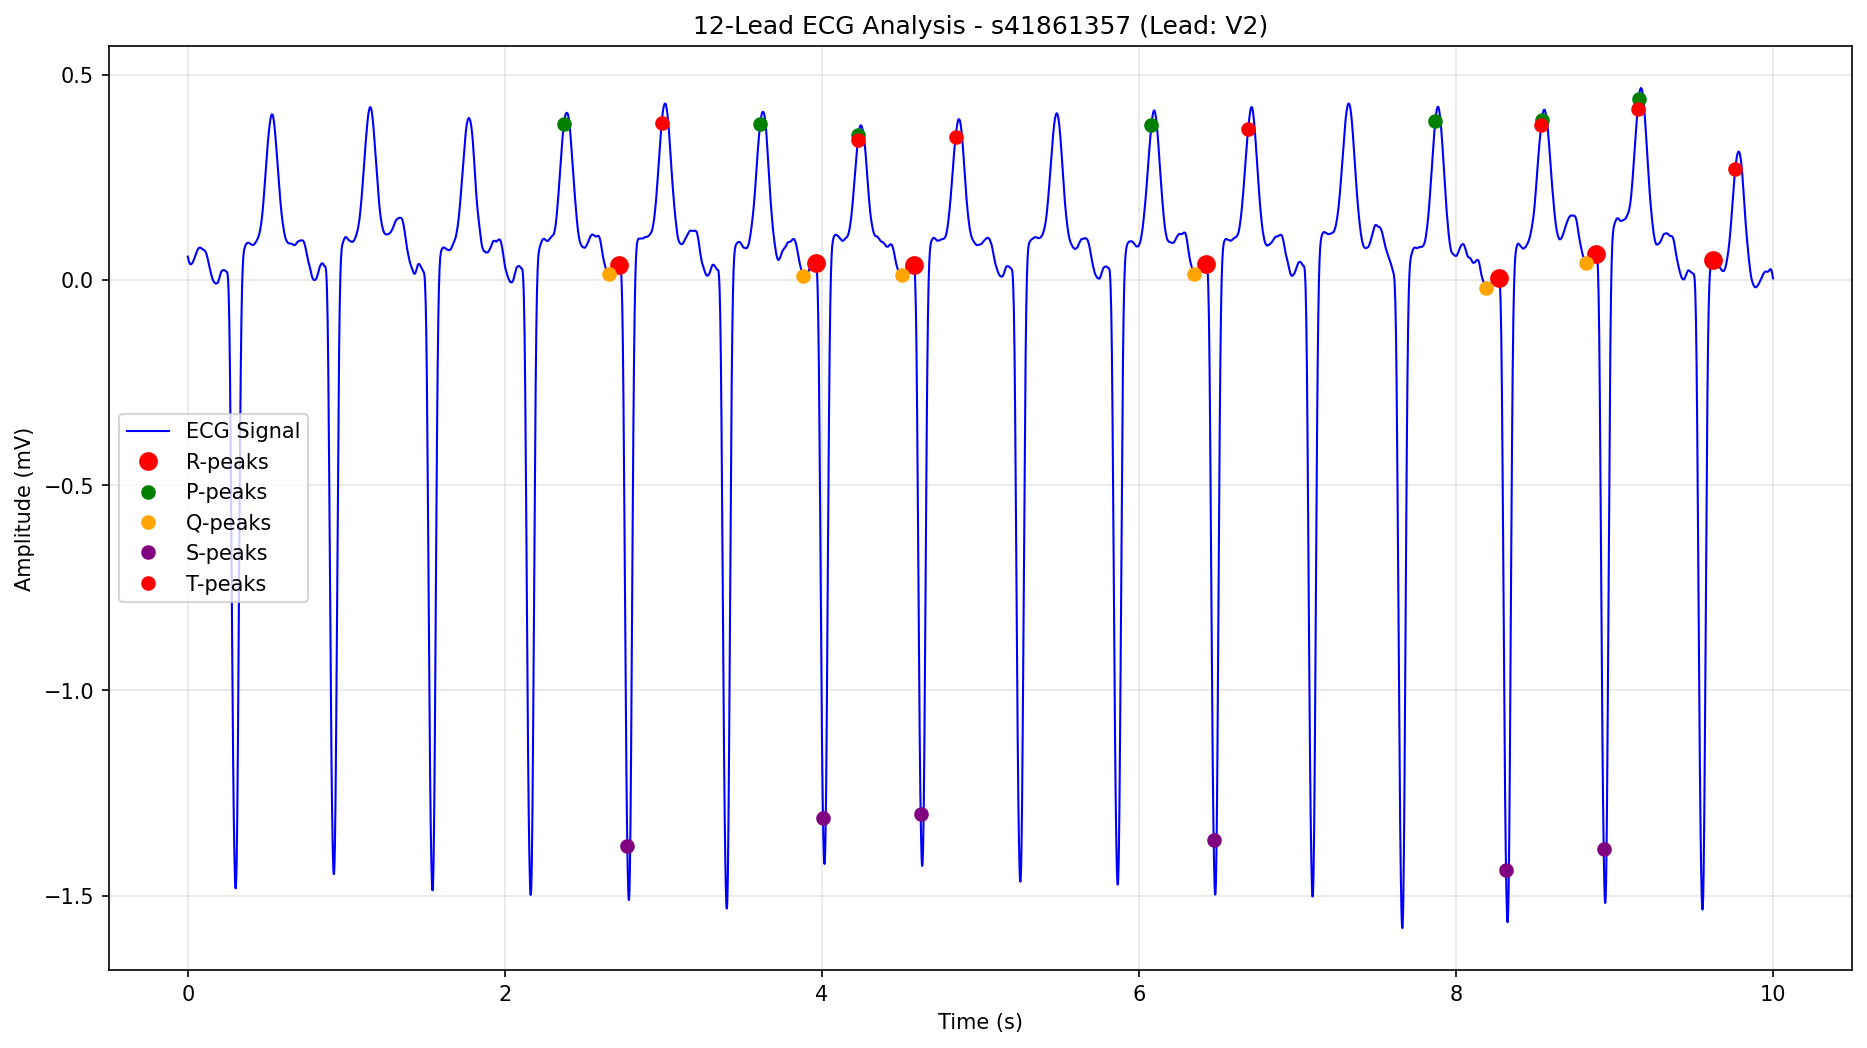 12-Lead ECG Analysis - s41861357 (Lead: V2)
0.5
0.0
−0.5
−1.0
−1.5
Amplitude (mV)
ECG Signal
R-peaks
P-peaks
Q-peaks
S-peaks
T-peaks
0 2 4 6 8 10
Time (s)